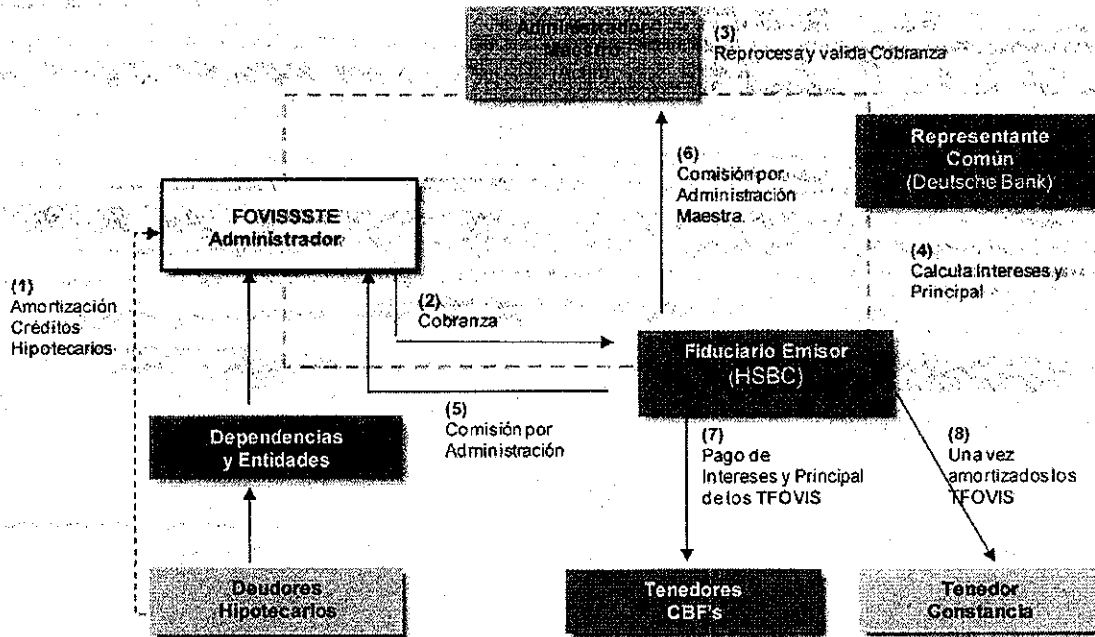 Administrador
Maestro
(3)
Reprocesa y valida Cobranza
Representante
Común
(Deutsche Bank)
(6)
Comisión por
Administración
Maestra.
FOVISSSTE
Administrador
(4)
Calcula Intereses y
Principal
(1)
Amortización
Créditos
Hipotecarios
(2)
Cobranza
Fiduciario Emisor
(HSBC)
Dependencias
y Entidades
(5)
Comisión por
Administración
(7)
Pago de
Intereses y Principal
de los TFOVIS
(8)
Una vez
amortizados los
TFOVIS
Deudores
Hipotecarios
Tenedores
CBF's
Tenedor
Constancia